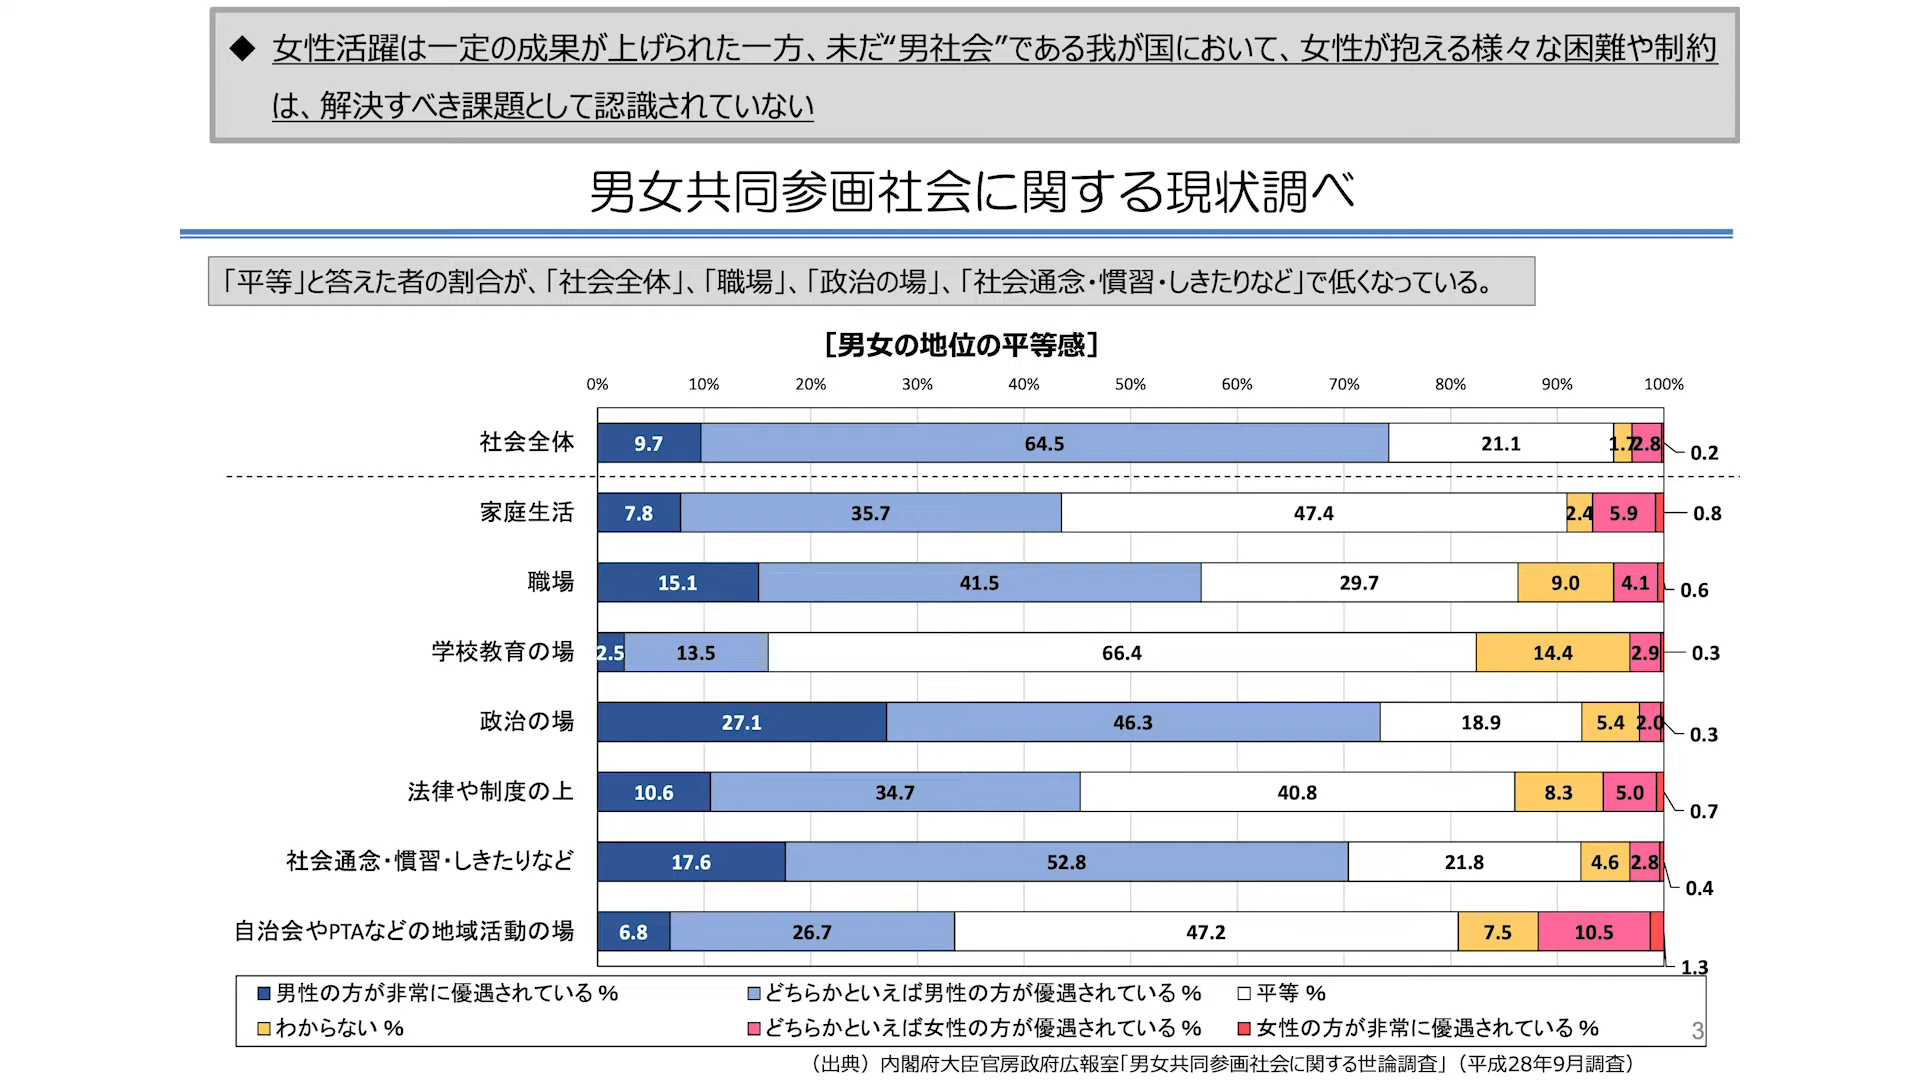 ◆ 女性活躍は一定の成果が上げられた一方、未だ“男社会”である我が国において、女性が抱える様々な困難や制約
は、解決すべき課題として認識されていない
男女共同参画社会に関する現状調べ
「平等」と答えた者の割合が、「社会全体」、「職場」、「政治の場」、「社会通念・慣習・しきたりなど」で低くなっている。
［男女の地位の平等感］
0% 10% 20% 30% 40% 50% 60% 70% 80% 90% 100%
社会全体 9.7 64.5 21.1 1.7 2.8 0.2
家庭生活 7.8 35.7 47.4 2.4 5.9 0.8
職場 15.1 41.5 29.7 9.0 4.1 0.6
学校教育の場 2.5 13.5 66.4 14.4 2.9 0.3
政治の場 27.1 46.3 18.9 5.4 2.0 0.3
法律や制度の上 10.6 34.7 40.8 8.3 5.0 0.7
社会通念・慣習・しきたりなど 17.6 52.8 21.8 4.6 2.8 0.4
自治会やPTAなどの地域活動の場 6.8 26.7 47.2 7.5 10.5 1.3
男性の方が非常に優遇されている % どちらかといえば男性の方が優遇されている % 平等 %
わからない % どちらかといえば女性の方が優遇されている % 女性の方が非常に優遇されている %
3
（出典）内閣府大臣官房政府広報室「男女共同参画社会に関する世論調査」（平成28年9月調査）